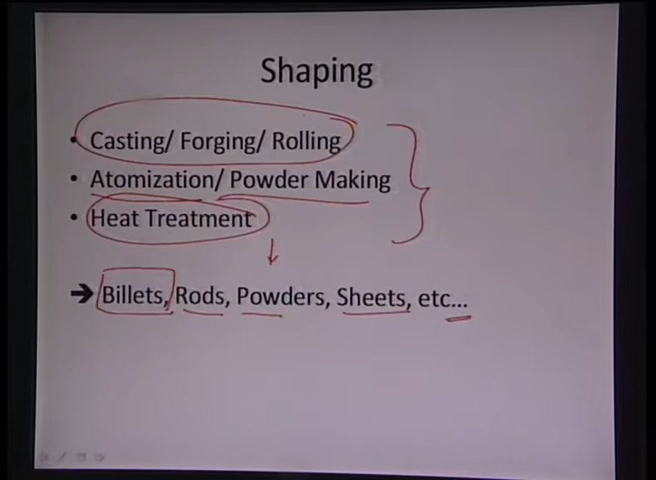 Shaping
• Casting/ Forging/ Rolling
• Atomization/ Powder Making
• Heat Treatment
➔ Billets, Rods, Powders, Sheets, etc...